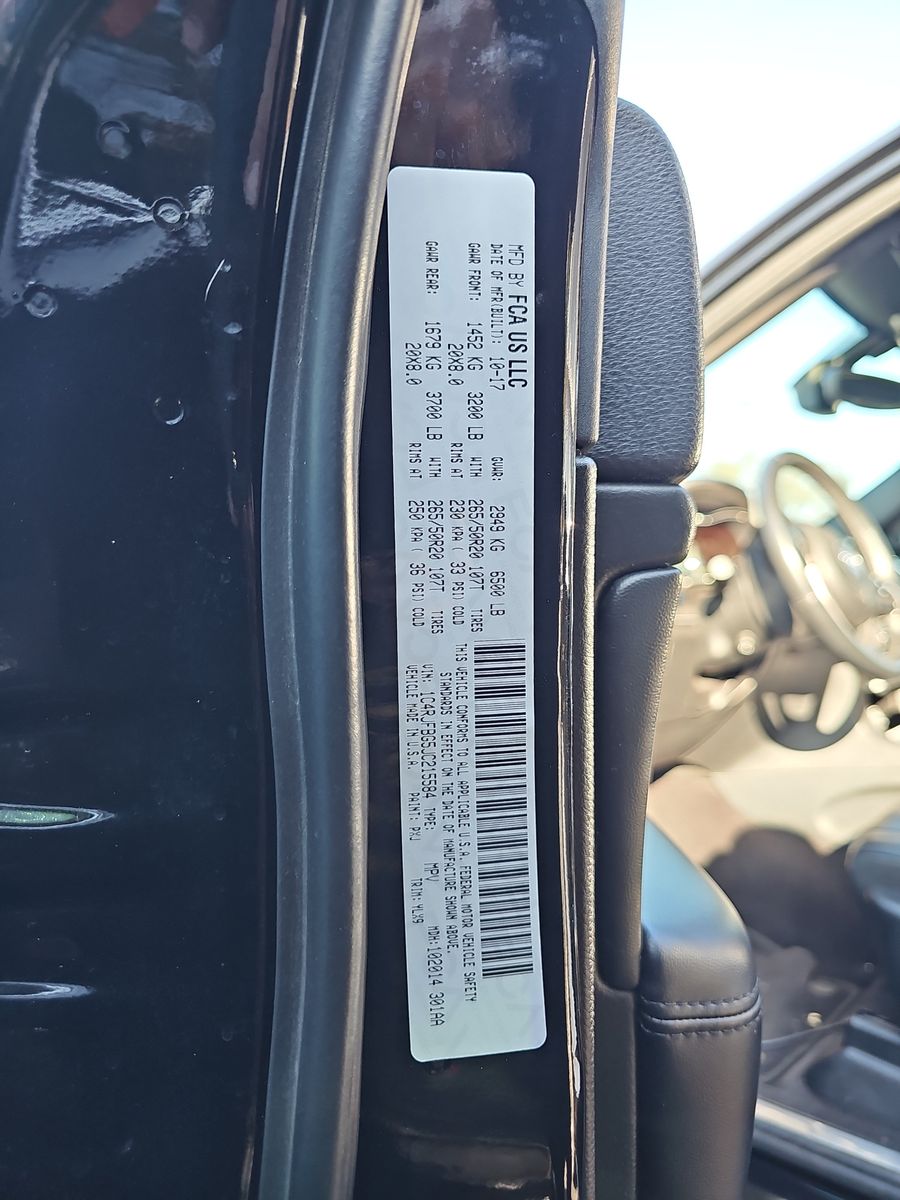 MFD BY FCA US LLC
DATE OF MFR(BUILT): 10-17 GVWR: 2949 KG 6500 LB
GAWR FRONT: 1452 KG 3200 LB WITH 265/50R20 107T TIRES
20X8.0 RIMS AT 230 KPA ( 33 PSI) COLD
GAWR REAR: 1679 KG 3700 LB WITH 265/50R20 107T TIRES
20X8.0 RIMS AT 250 KPA ( 36 PSI) COLD
THIS VEHICLE CONFORMS TO ALL APPLICABLE U.S.A. FEDERAL MOTOR VEHICLE SAFETY
STANDARDS IN EFFECT ON THE DATE OF MANUFACTURE SHOWN ABOVE.
VIN: 1C4RJFBG5JC215584 TYPE: MPV MDH:102014 301AA
VEHICLE MADE IN U.S.A. PAINT: PXJ TRIM:YLX9